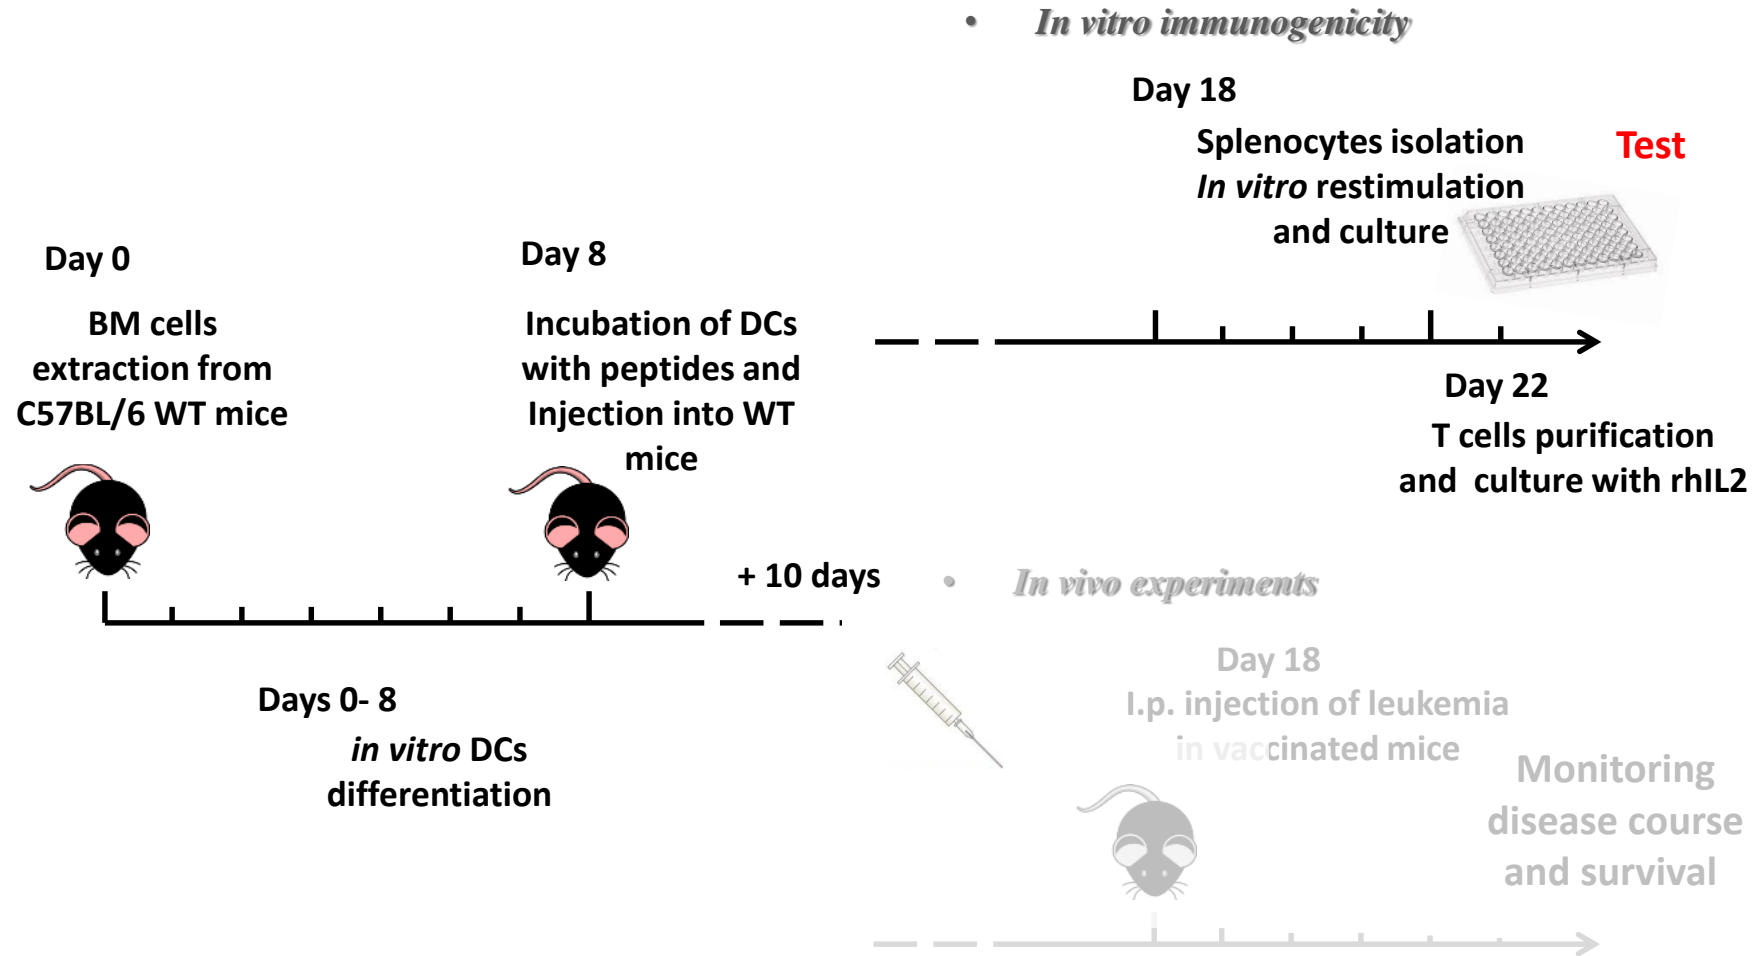 • In vitro immunogenicity
Day 18
Splenocytes isolation
In vitro restimulation
and culture
Test
Day 0
BM cells
extraction from
C57BL/6 WT mice
Day 8
Incubation of DCs
with peptides and
Injection into WT
mice
Day 22
T cells purification
and culture with rhIL2
+ 10 days
Days 0- 8
in vitro DCs
differentiation
• In vivo experiments
Day 18
I.p. injection of leukemia
in vaccinated mice
Monitoring
disease course
and survival